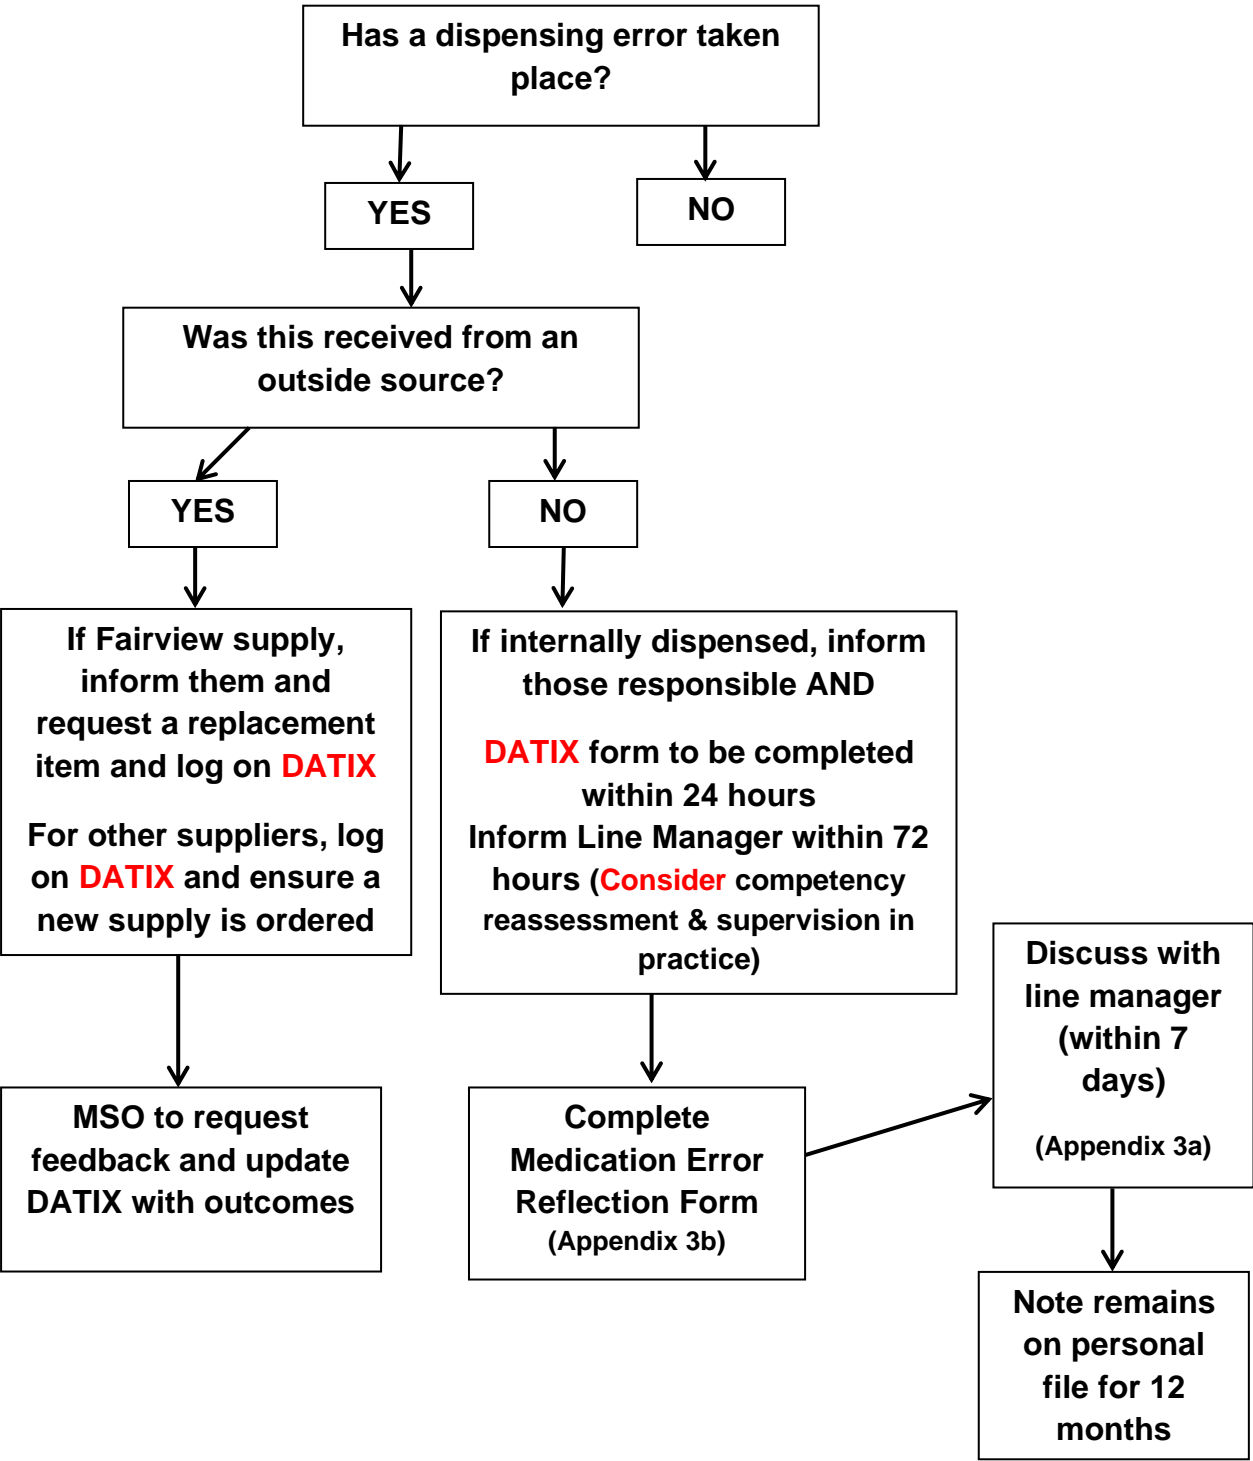 Has a dispensing error taken
place?
YES
NO
Was this received from an
outside source?
YES
NO
If Fairview supply,
inform them and
request a replacement
item and log on DATIX
For other suppliers, log
on DATIX and ensure a
new supply is ordered
If internally dispensed, inform
those responsible AND
DATIX form to be completed
within 24 hours
Inform Line Manager within 72
hours (Consider competency
reassessment & supervision in
practice)
Discuss with
line manager
(within 7
days)
(Appendix 3a)
MSO to request
feedback and update
DATIX with outcomes
Complete
Medication Error
Reflection Form
(Appendix 3b)
Note remains
on personal
file for 12
months